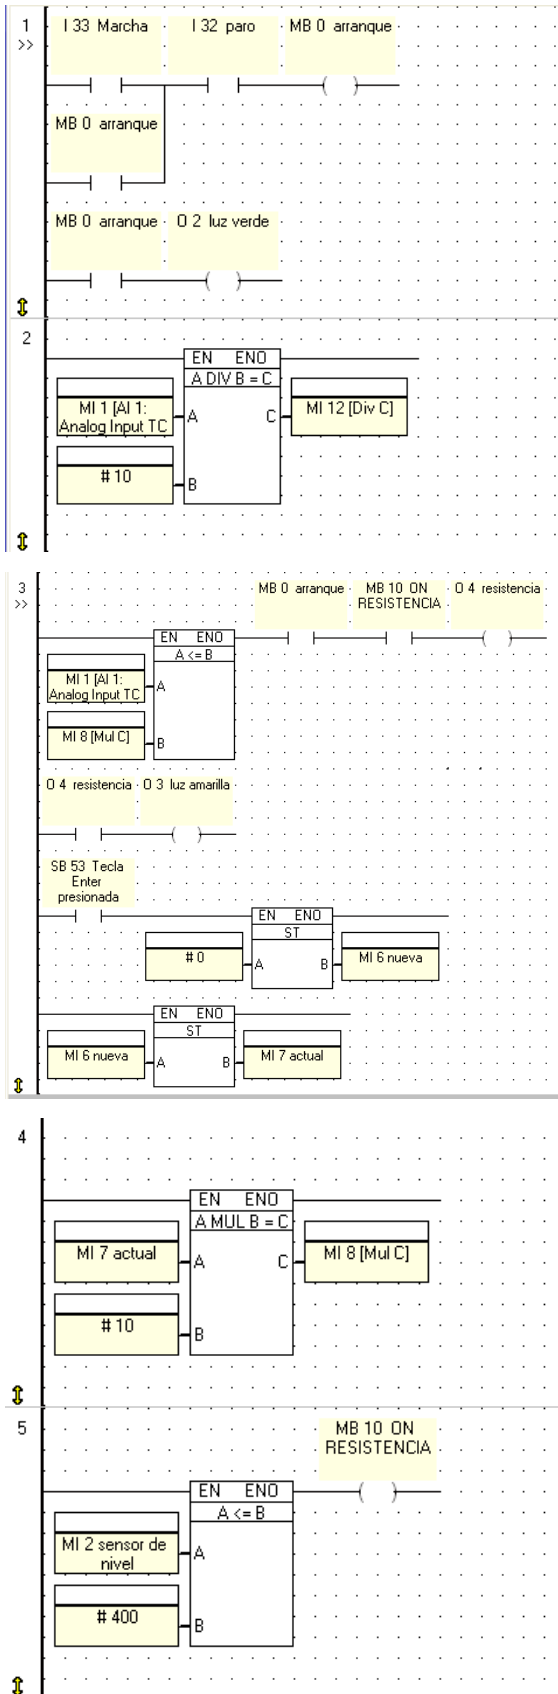 1
>>
I 33 Marcha
I 32 paro
MB 0 arranque
MB 0 arranque
MB 0 arranque
O 2 luz verde
2
EN ENO
A DIV B = C
MI 1 [AI 1:
Analog Input TC
A
C
MI 12 [Div C]
# 10
B
3
>>
MB 0 arranque
MB 10 ON
RESISTENCIA
O 4 resistencia
EN ENO
A <= B
MI 1 [AI 1:
Analog Input TC
A
MI 8 [Mul C]
B
O 4 resistencia
O 3 luz amarilla
SB 53 Tecla
Enter
presionada
EN ENO
ST
# 0
A
B
MI 6 nueva
EN ENO
ST
MI 6 nueva
A
B
MI 7 actual
4
EN ENO
A MUL B = C
MI 7 actual
A
C
MI 8 [Mul C]
# 10
B
5
MB 10 ON
RESISTENCIA
EN ENO
A <= B
MI 2 sensor de
nivel
A
# 400
B